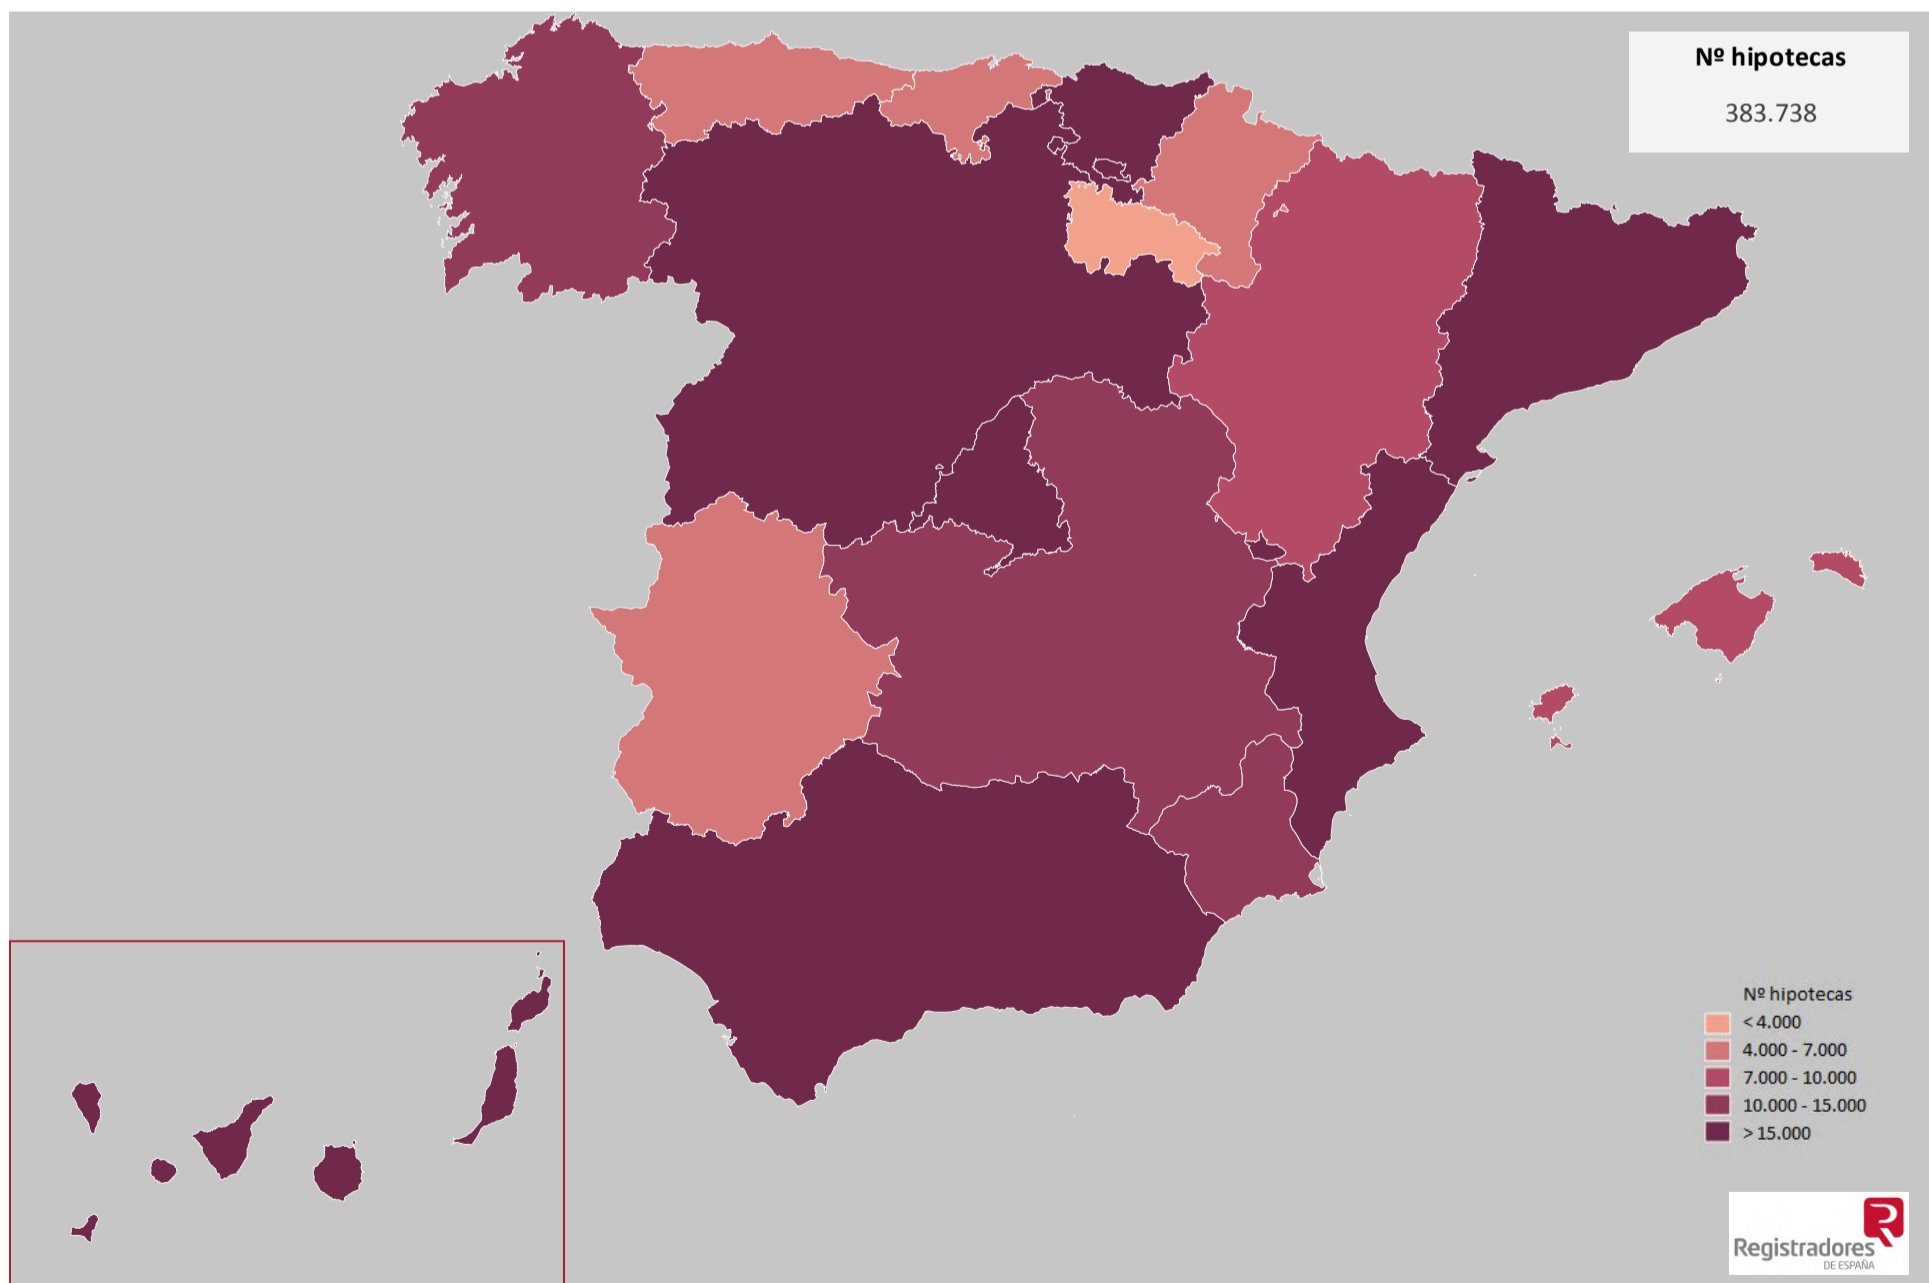 Nº hipotecas
383.738
Nº hipotecas
< 4.000
4.000 - 7.000
7.000 - 10.000
10.000 - 15.000
> 15.000
Registradores
DE ESPAÑA